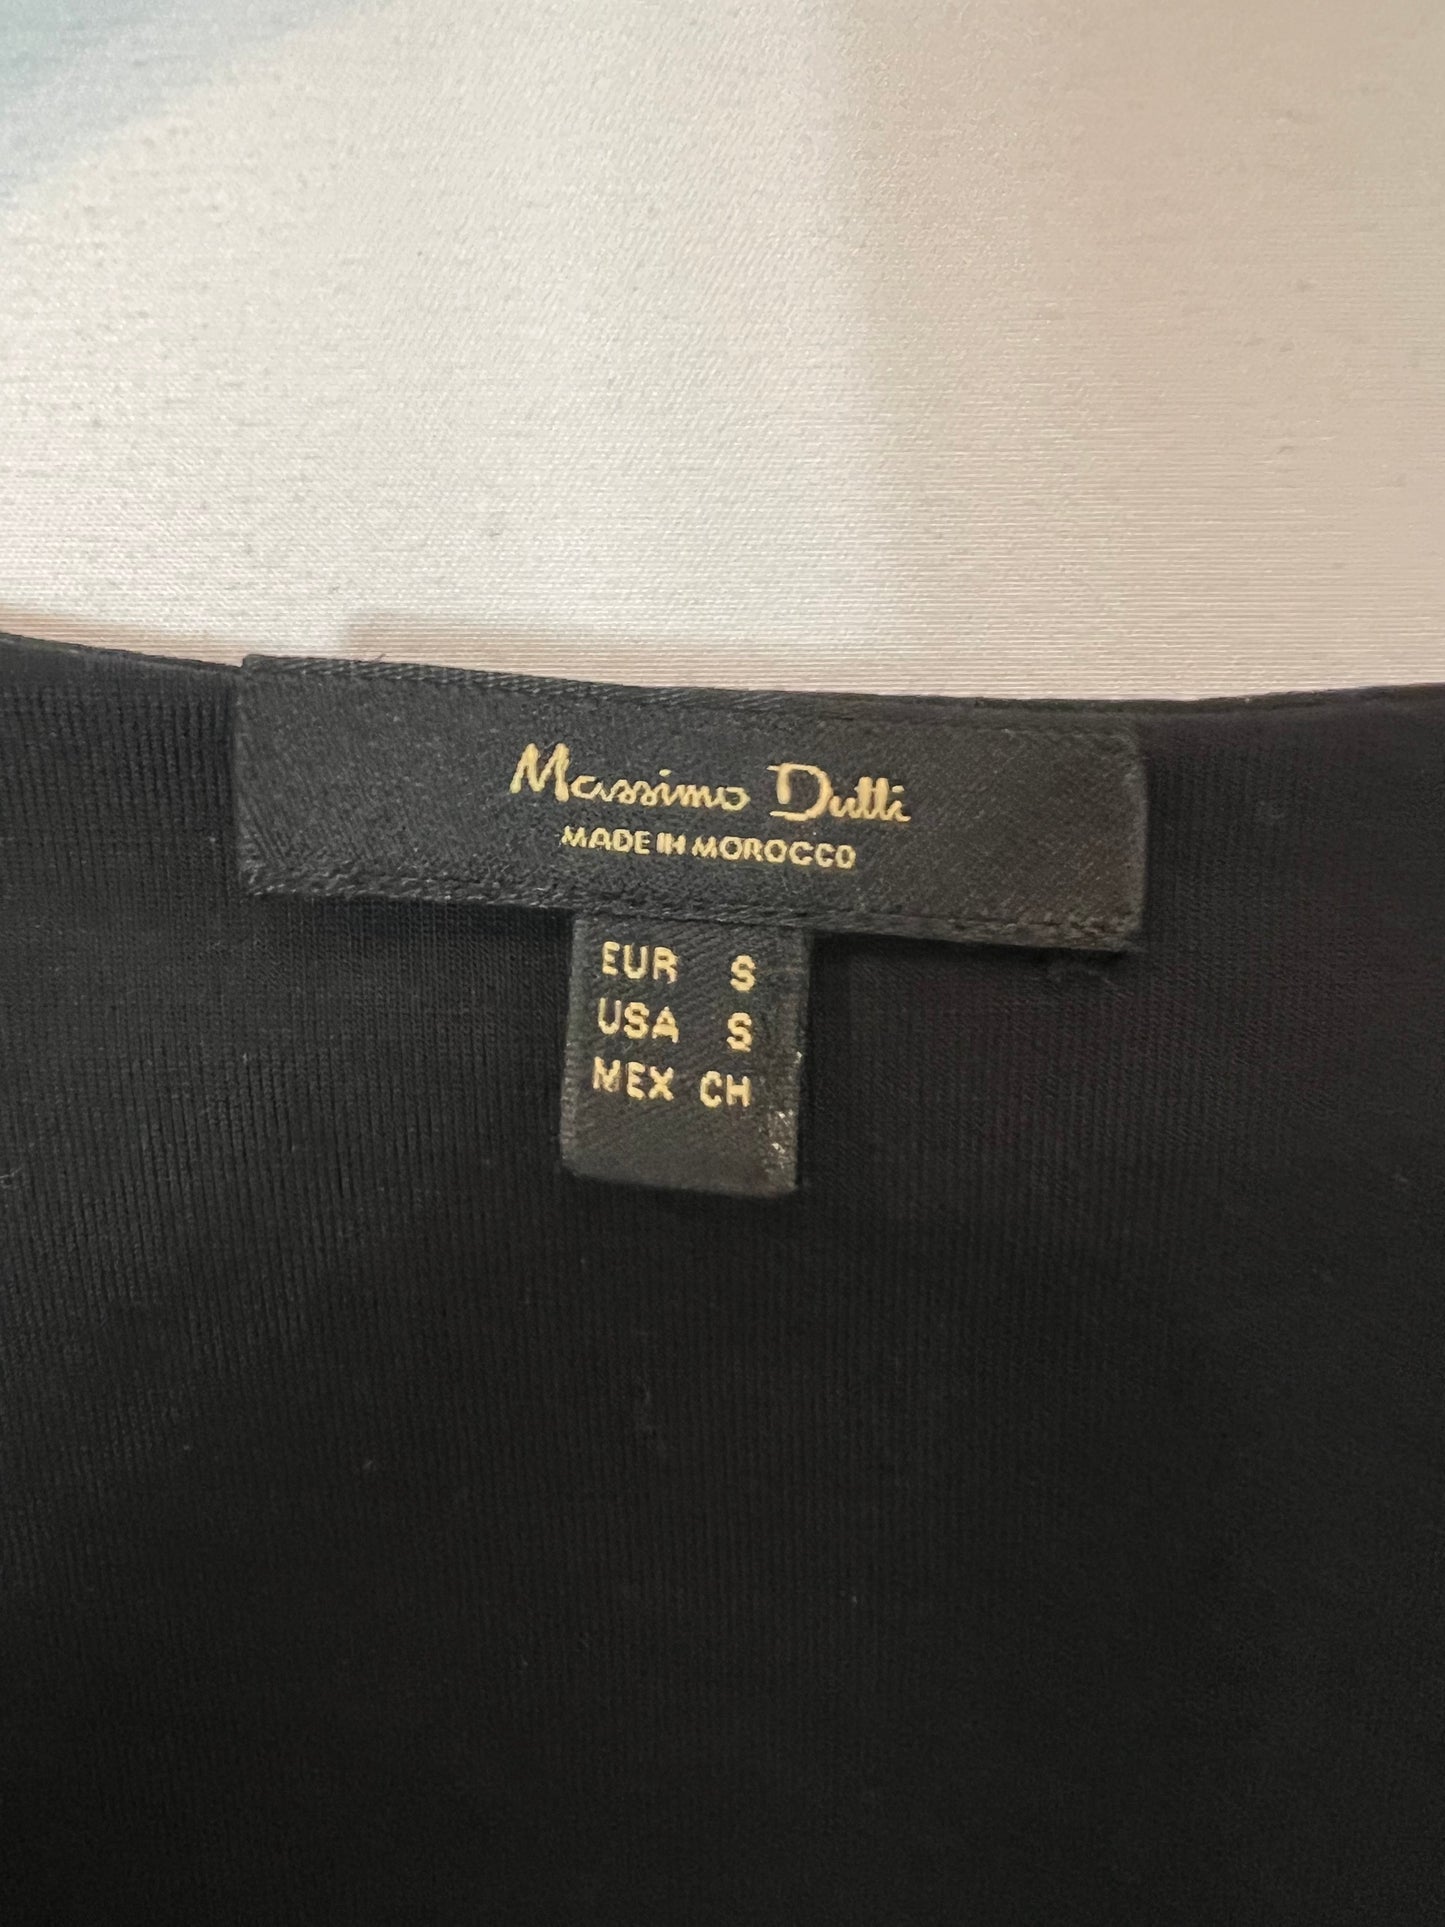 Massimo Dutti
MADE IN MOROCCO
EUR S
USA S
MEX CH